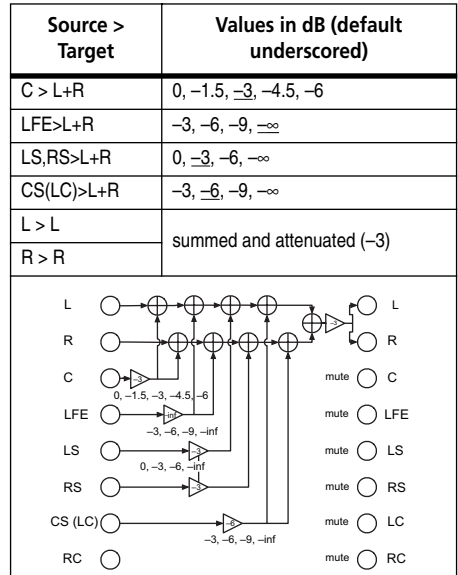 Source > Target
Values in dB (default underscored)
C > L+R
0, –1.5, –3, –4.5, –6
LFE>L+R
–3, –6, –9, –∞
LS,RS>L+R
0, –3, –6, –∞
CS(LC)>L+R
–3, –6, –9, –∞
L > L
R > R
summed and attenuated (–3)
L
–3
L
R
R
C
–3
mute C
0, –1.5, –3, –4.5, –6
LFE
–inf
mute LFE
–3, –6, –9, –inf
LS
–3
mute LS
0, –3, –6, –inf
RS
–3
mute RS
CS (LC)
–6
mute LC
–3, –6, –9, –inf
RC
mute RC